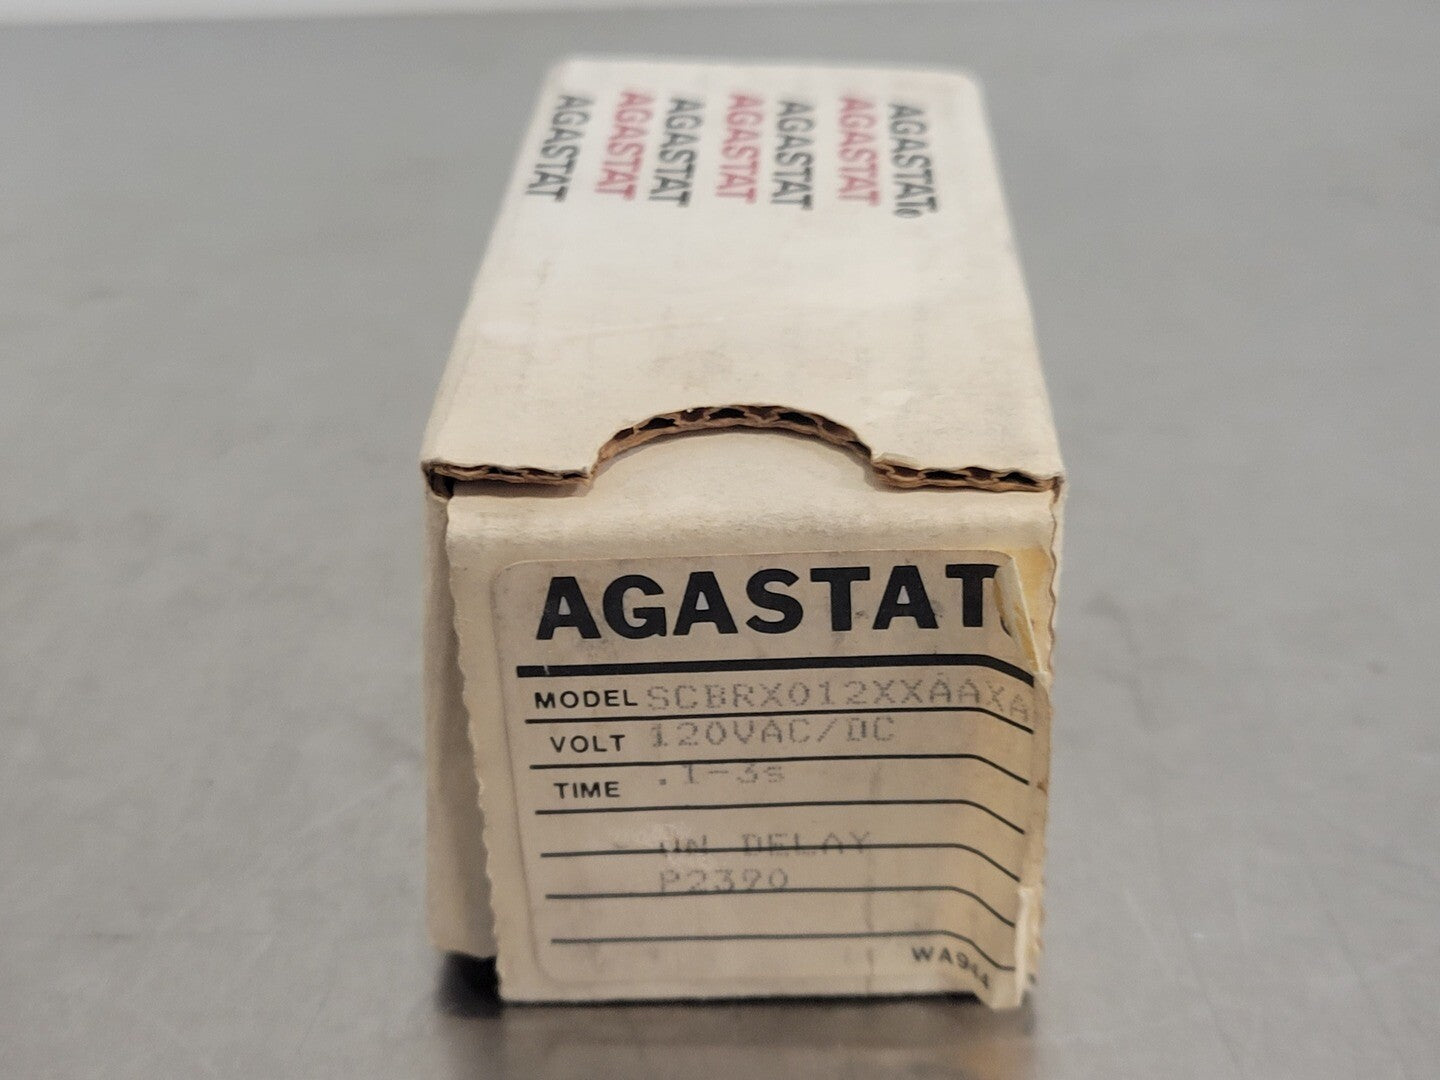 AGASTAT
AGASTAT
AGASTAT
AGASTAT
AGASTAT
AGASTAT
AGASTAT
AGASTAT
MODEL SCBRX012XXAAXA
VOLT 120VAC/DC
TIME .1-3s
ON DELAY
P2390